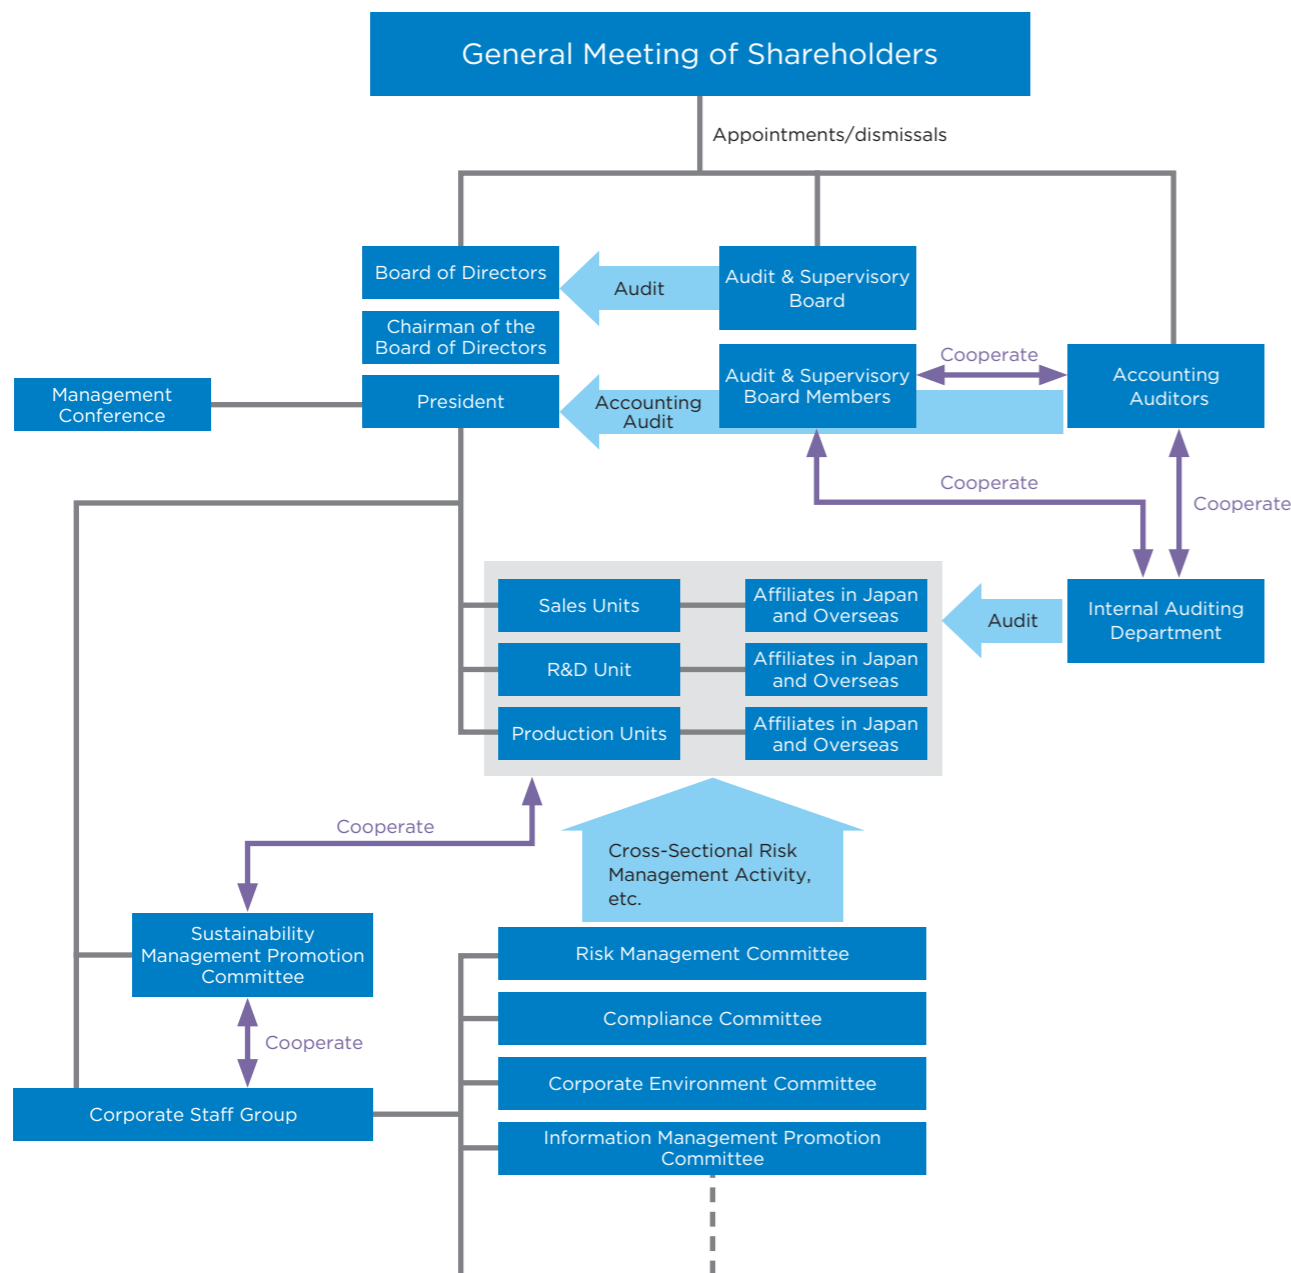 General Meeting of Shareholders
Appointments/dismissals
Board of Directors
Audit
Audit & Supervisory
Board
Chairman of the
Board of Directors
Management
Conference
President
Accounting
Audit
Audit & Supervisory
Board Members
Cooperate
Accounting
Auditors
Cooperate
Cooperate
Sales Units
Affiliates in Japan
and Overseas
Audit
Internal Auditing
Department
R&D Unit
Affiliates in Japan
and Overseas
Production Units
Affiliates in Japan
and Overseas
Cooperate
Cross-Sectional Risk
Management Activity,
etc.
Sustainability
Management Promotion
Committee
Risk Management Committee
Compliance Committee
Cooperate
Corporate Environment Committee
Corporate Staff Group
Information Management Promotion
Committee